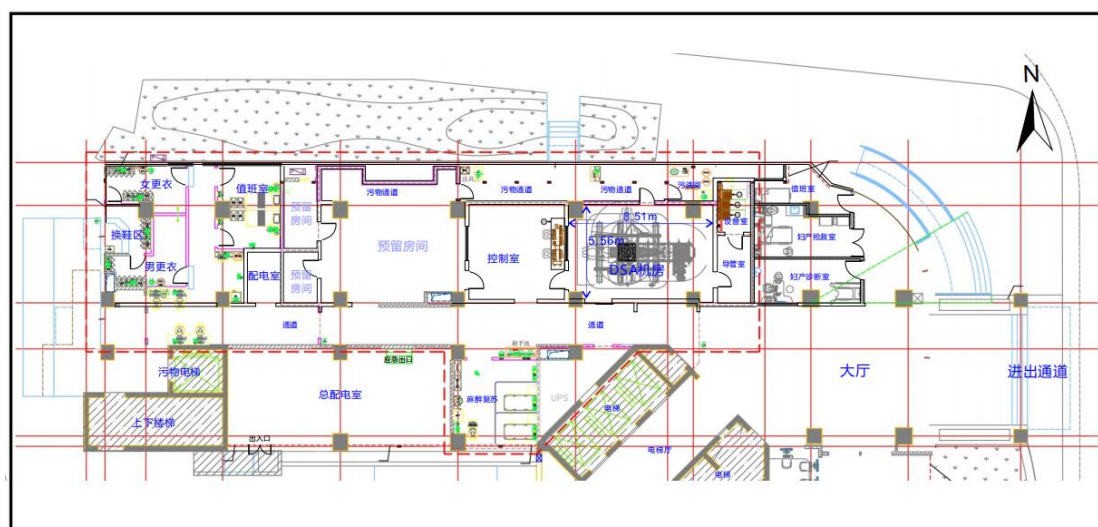 N
女更衣
值班室
污物通道
污物通道
污物通道
值班室
换鞋区
预留
房间
预留房间
控制室
8.51m
5.56m
DSA机房
设备室
妇产抢救室
男更衣
配电室
预留
房间
导管室
妇产诊断室
通道
通道
污物电梯
应急出口
刷手池
大厅
进出通道
上下楼梯
总配电室
麻醉复苏
UPS
电梯
出入口
电梯厅
电梯